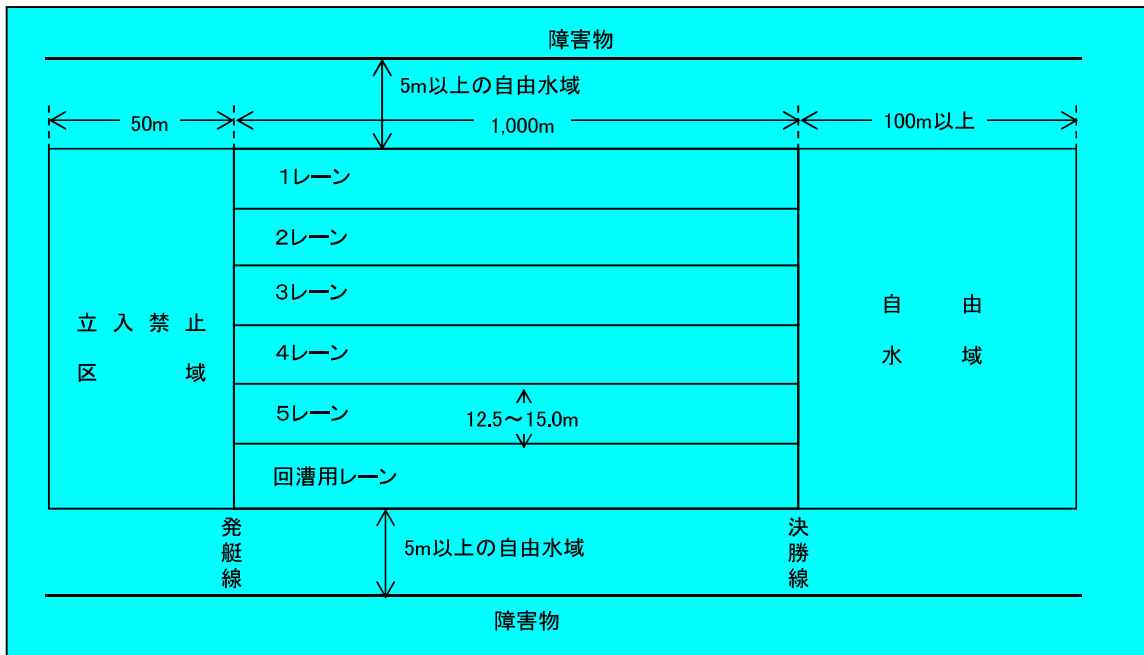 障害物
5m以上の自由水域
50m
1,000m
100m以上
1レーン
2レーン
3レーン
4レーン
5レーン
12.5～15.0m
回漕用レーン
立入禁止
区域
自由
水域
発艇線
決勝線
5m以上の自由水域
障害物